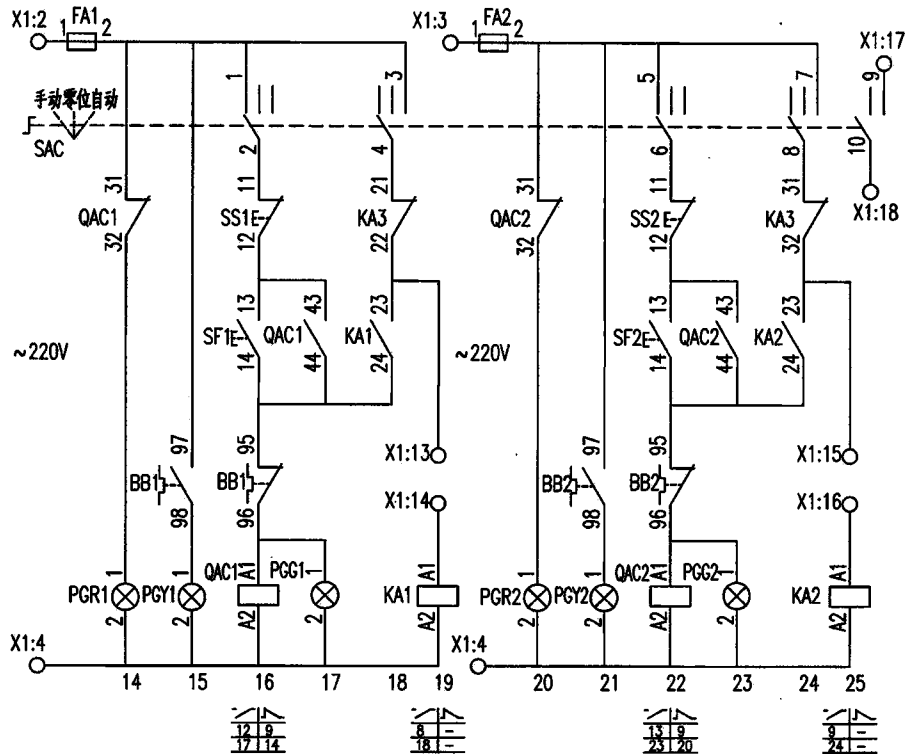 X1:2 1 FA1 2 X1:3 1 FA2 2 X1:17
1 3 5 7 9
手动零位自动
SAC 2 4 6 8 10
X1:18
31 11 21 31 11 31
QAC1 SS1E KA3 QAC2 SS2E KA3
32 12 22 32 12 32
13 43 23 13 43 23
SF1E QAC1 KA1 SF2E QAC2 KA2
14 44 24 14 44 24
~220V ~220V
97 95 X1:13 97 95 X1:15
BB1 BB1 BB2 BB2
98 96 X1:14 98 96 X1:16
1 1 QAC1 A1 PGG1 1 A1 1 1 QAC2 A1 PGG2 1 A1
PGR1 PGY1 KA1 PGR2 PGY2 KA2
2 2 A2 2 A2 2 2 A2 2 A2
X1:4 X1:4
14 15 16 17 18 19 20 21 22 23 24 25
12 9 8 - 13 9 9 -
17 14 18 - 23 20 24 -